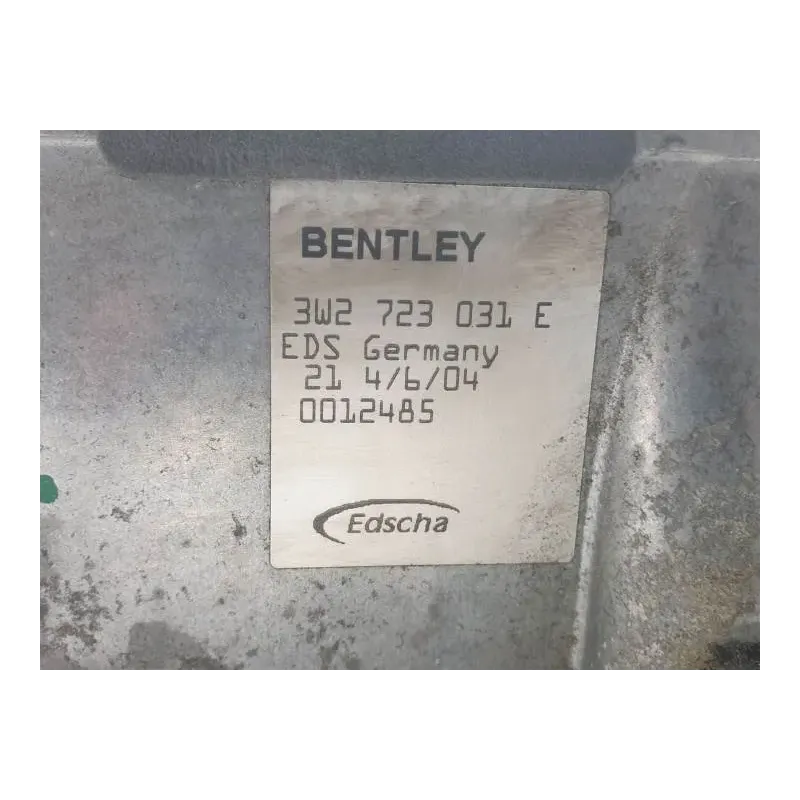 BENTLEY
3W2 723 031 E
EDS Germany
21 4/6/04
0012485
Edscha